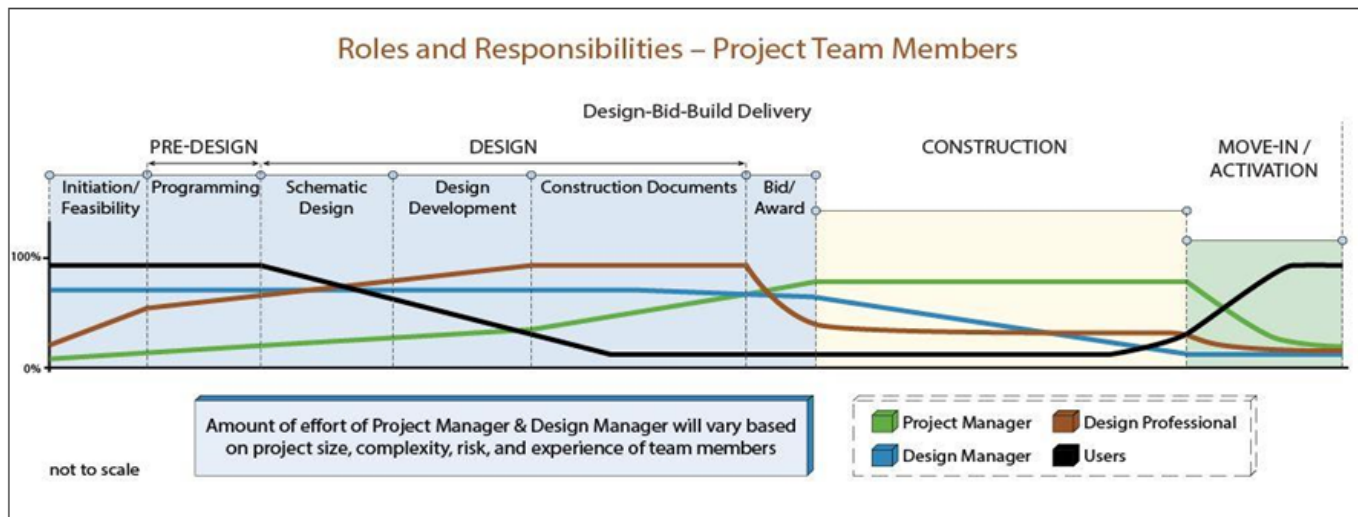 Roles and Responsibilities – Project Team Members
Design-Bid-Build Delivery
PRE-DESIGN
DESIGN
CONSTRUCTION
MOVE-IN /
ACTIVATION
Initiation/
Feasibility
Programming
Schematic
Design
Design
Development
Construction Documents
Bid/
Award
100%
0%
Amount of effort of Project Manager & Design Manager will vary based
on project size, complexity, risk, and experience of team members
Project Manager
Design Professional
Design Manager
Users
not to scale